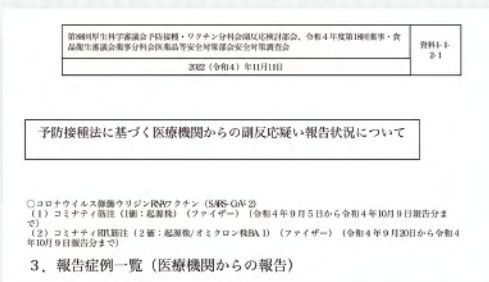 第88回厚生科学審議会予防接種・ワクチン分科会副反応検討部会、令和4年度第18回薬事・食
品衛生審議会薬事分科会医薬品等安全対策部会安全対策調査会
資料1-1-
2-1
2022（令和4）年11月11日
予防接種法に基づく医療機関からの副反応疑い報告状況について
○コロナウイルス修飾ウリジンRNAワクチン（SARS-CoV-2）
（1）コミナティ筋注（1価：起源株）（ファイザー）（令和4年9月5日から令和4年10月9日報告分ま
で）
（2）コミナティRTU筋注（2価：起源株/オミクロン株BA.1）（ファイザー）（令和4年9月20日から令和4
年10月9日報告分まで）
3．報告症例一覧（医療機関からの報告）